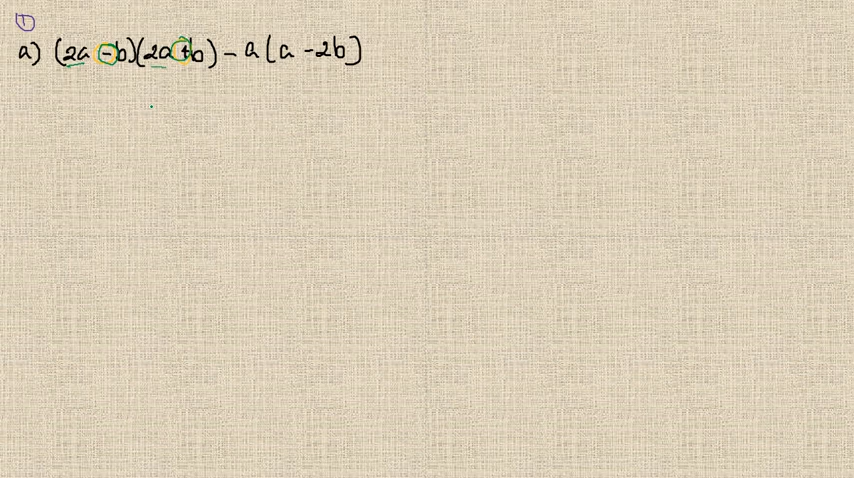 1
a) (2a - b)(2a + b) - a(a - 2b)